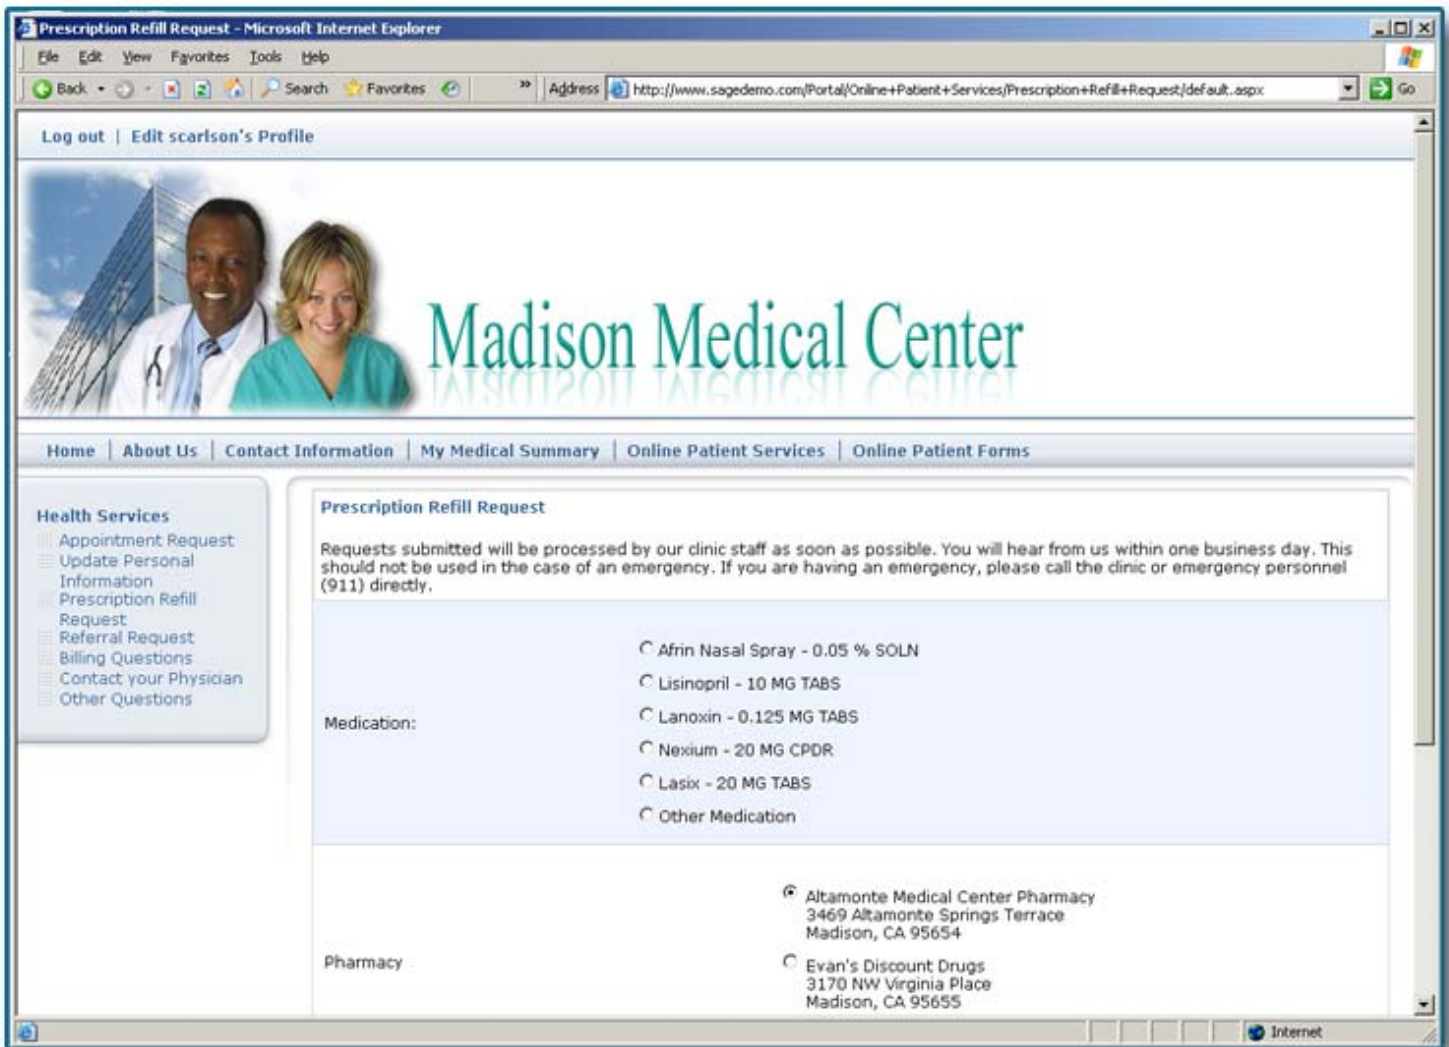 Prescription Refill Request - Microsoft Internet Explorer
File Edit View Favorites Tools Help
Back Search Favorites » Address http://www.sagedemo.com/Portal/Online+Patient+Services/Prescription+Refill+Request/default.aspx Go
Log out | Edit scarlson's Profile
Madison Medical Center
Home | About Us | Contact Information | My Medical Summary | Online Patient Services | Online Patient Forms
Health Services
Appointment Request
Update Personal
Information
Prescription Refill
Request
Referral Request
Billing Questions
Contact your Physician
Other Questions
Prescription Refill Request
Requests submitted will be processed by our clinic staff as soon as possible. You will hear from us within one business day. This
should not be used in the case of an emergency. If you are having an emergency, please call the clinic or emergency personnel
(911) directly.
Medication:
Afrin Nasal Spray - 0.05 % SOLN
Lisinopril - 10 MG TABS
Lanoxin - 0.125 MG TABS
Nexium - 20 MG CPDR
Lasix - 20 MG TABS
Other Medication
Pharmacy
Altamonte Medical Center Pharmacy
3469 Altamonte Springs Terrace
Madison, CA 95654
Evan's Discount Drugs
3170 NW Virginia Place
Madison, CA 95655
Internet